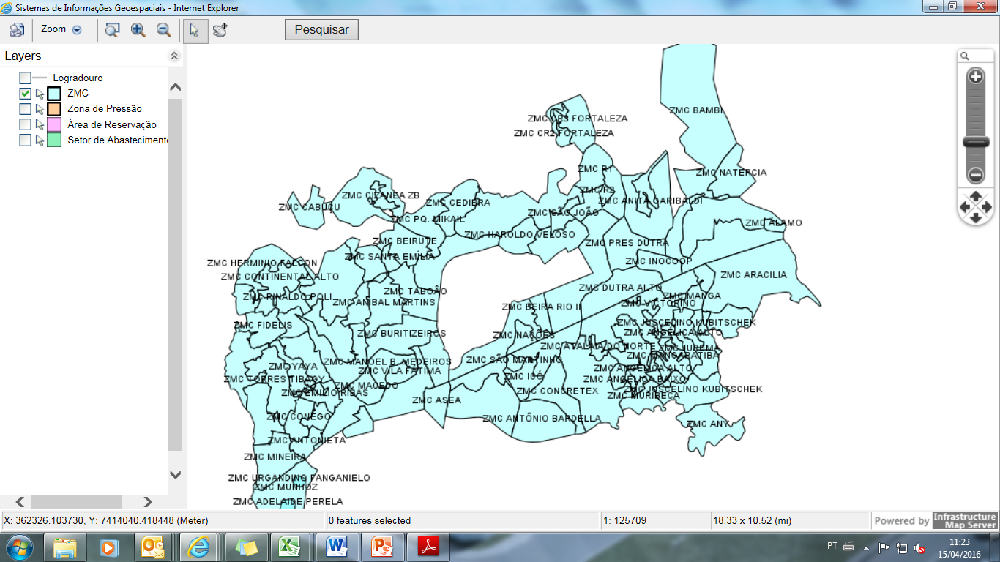 Sistemas de Informações Geoespaciais - Internet Explorer
Zoom
Pesquisar
Layers
Logradouro
ZMC
Zona de Pressão
Área de Reservação
Setor de Abastecimento
ZMC BAMBI
ZMC CR3 FORTALEZA
ZMC CR2 FORTALEZA
ZMC R1
ZMC NATERCIA
ZMC R2
ZMC CIZANEA ZB
ZMC ANITA GARIBALDI
ZMC CEDIERA
ZMC CABUÇU
ZMC SÃO JOÃO
ZMC PQ. MIKAIL
ZMC ALAMO
ZMC HAROLDO VELOSO
ZMC BEIRUTE
ZMC PRES DUTRA
ZMC SANTA EMÍLIA
ZMC INOCOOP
ZMC HERMINIO FALCON
ZMC CONTINENTAL ALTO
ZMC ARACILIA
ZMC DUTRA ALTO
ZMC TABOÃO
ZMC RINALDO POLI
ZMC MANGA
ZMC ANIBAL MARTINS
ZMC VICTORINO
ZMC BEIRA RIO II
ZMC JUSCELINO KUBITSCHEK
ZMC FIDELIS
ZMC BURITIZEIROS
ZMC ANGELICA ALTO
ZMC NAÇÕES
ZMC AVALAIA DO NORTE
ZMC JUREMA
ZMC MANGARATIBA
ZMC SÃO MARTINHO
ZMC MANOEL B. MEDEIROS
ZMC YAYA
ZMC ANGELICA ALTO
ZMC VILA FATIMA
ZMC ICÓ
ZMC TORRES TIBAGY
ZMC ANGELICA BAIXO
ZMC MACEDO
ZMC JUSCELINO KUBITSCHEK
ZMC EMILIO RIBAS
ZMC CONCRETEX
ZMC MURIBECA
ZMC ASEA
ZMC CONEGO
ZMC ANTÔNIO BARDELLA
ZMC ANY
ZMC ANTONIETA
ZMC MINEIRA
ZMC URGANDINO FANGANIELO
ZMC MUNHOZ
ZMC ADELAIDE PERELA
X: 362326.103730, Y: 7414040.418448 (Meter)
0 features selected
1: 125709
18.33 x 10.52 (mi)
Powered by
Infrastructure
Map Server
PT
11:23
15/04/2016